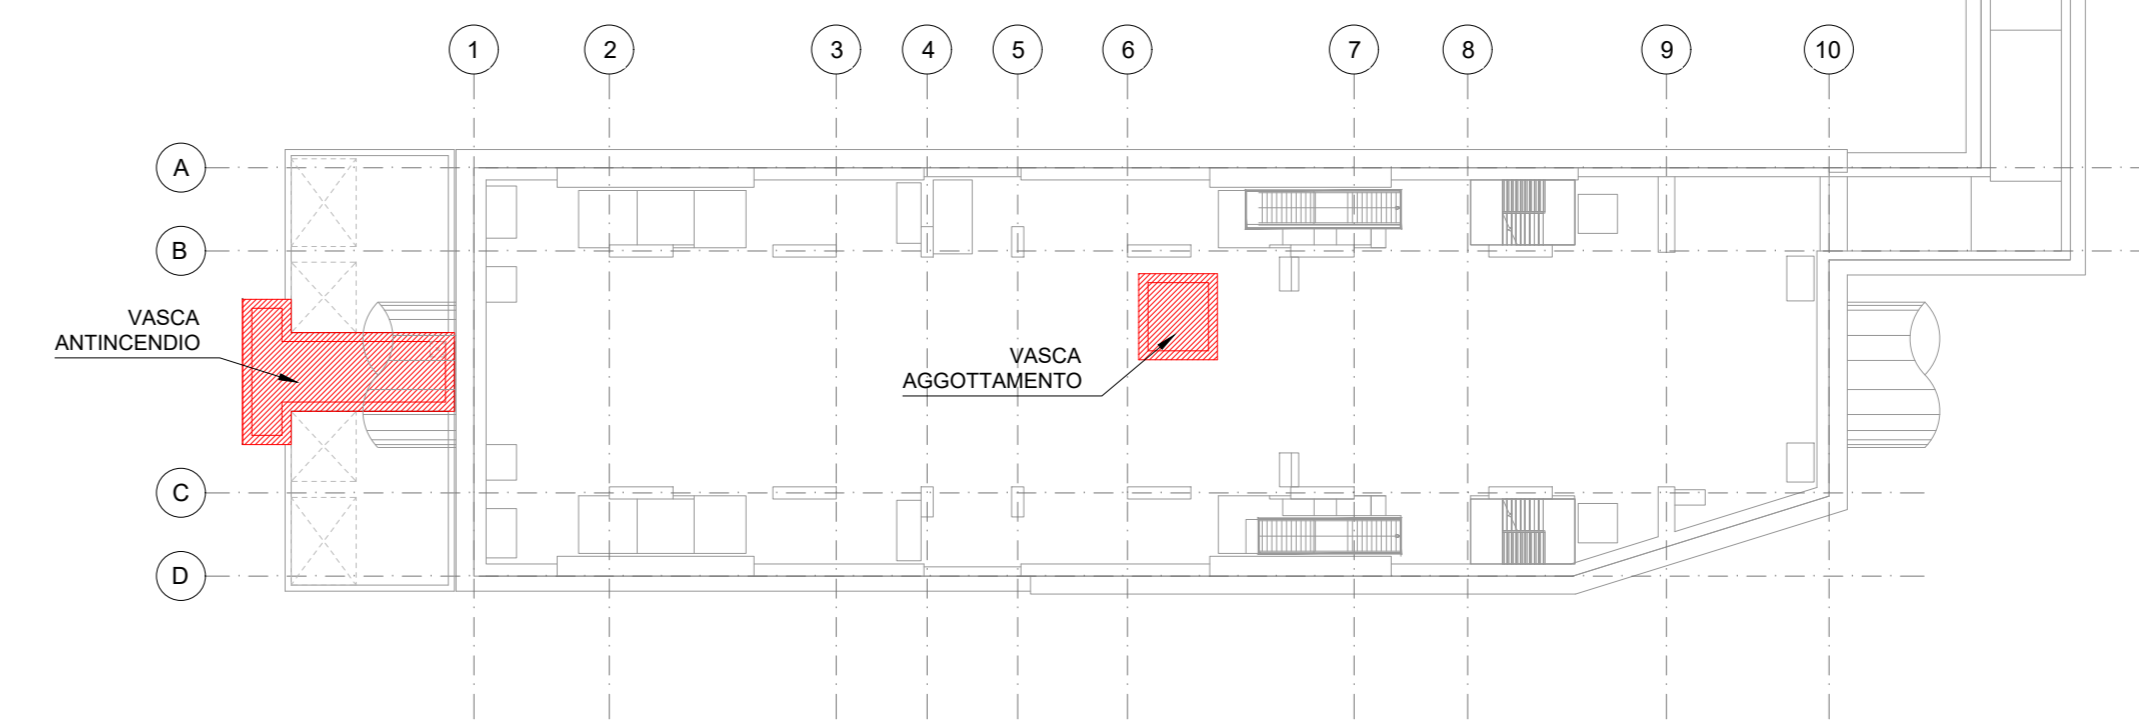 1 2 3 4 5 6 7 8 9 10
A
B
VASCA
ANTINCENDIO
VASCA
AGGOTTAMENTO
C
D